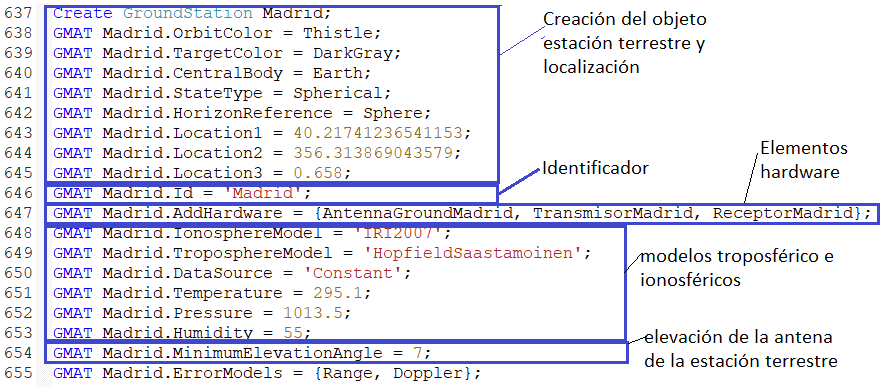 637 Create GroundStation Madrid;
638 GMAT Madrid.OrbitColor = Thistle;
639 GMAT Madrid.TargetColor = DarkGray;
640 GMAT Madrid.CentralBody = Earth;
641 GMAT Madrid.StateType = Spherical;
642 GMAT Madrid.HorizonReference = Sphere;
643 GMAT Madrid.Location1 = 40.21741236541153;
644 GMAT Madrid.Location2 = 356.313869043579;
645 GMAT Madrid.Location3 = 0.658;
646 GMAT Madrid.Id = 'Madrid';
647 GMAT Madrid.AddHardware = {AntennaGroundMadrid, TransmisorMadrid, ReceptorMadrid};
648 GMAT Madrid.IonosphereModel = 'IRI2007';
649 GMAT Madrid.TroposphereModel = 'HopfieldSaastamoinen';
650 GMAT Madrid.DataSource = 'Constant';
651 GMAT Madrid.Temperature = 295.1;
652 GMAT Madrid.Pressure = 1013.5;
653 GMAT Madrid.Humidity = 55;
654 GMAT Madrid.MinimumElevationAngle = 7;
655 GMAT Madrid.ErrorModels = {Range, Doppler};
Creación del objeto
estación terrestre y
localización
Identificador
Elementos
hardware
modelos troposférico e
ionosféricos
elevación de la antena
de la estación terrestre